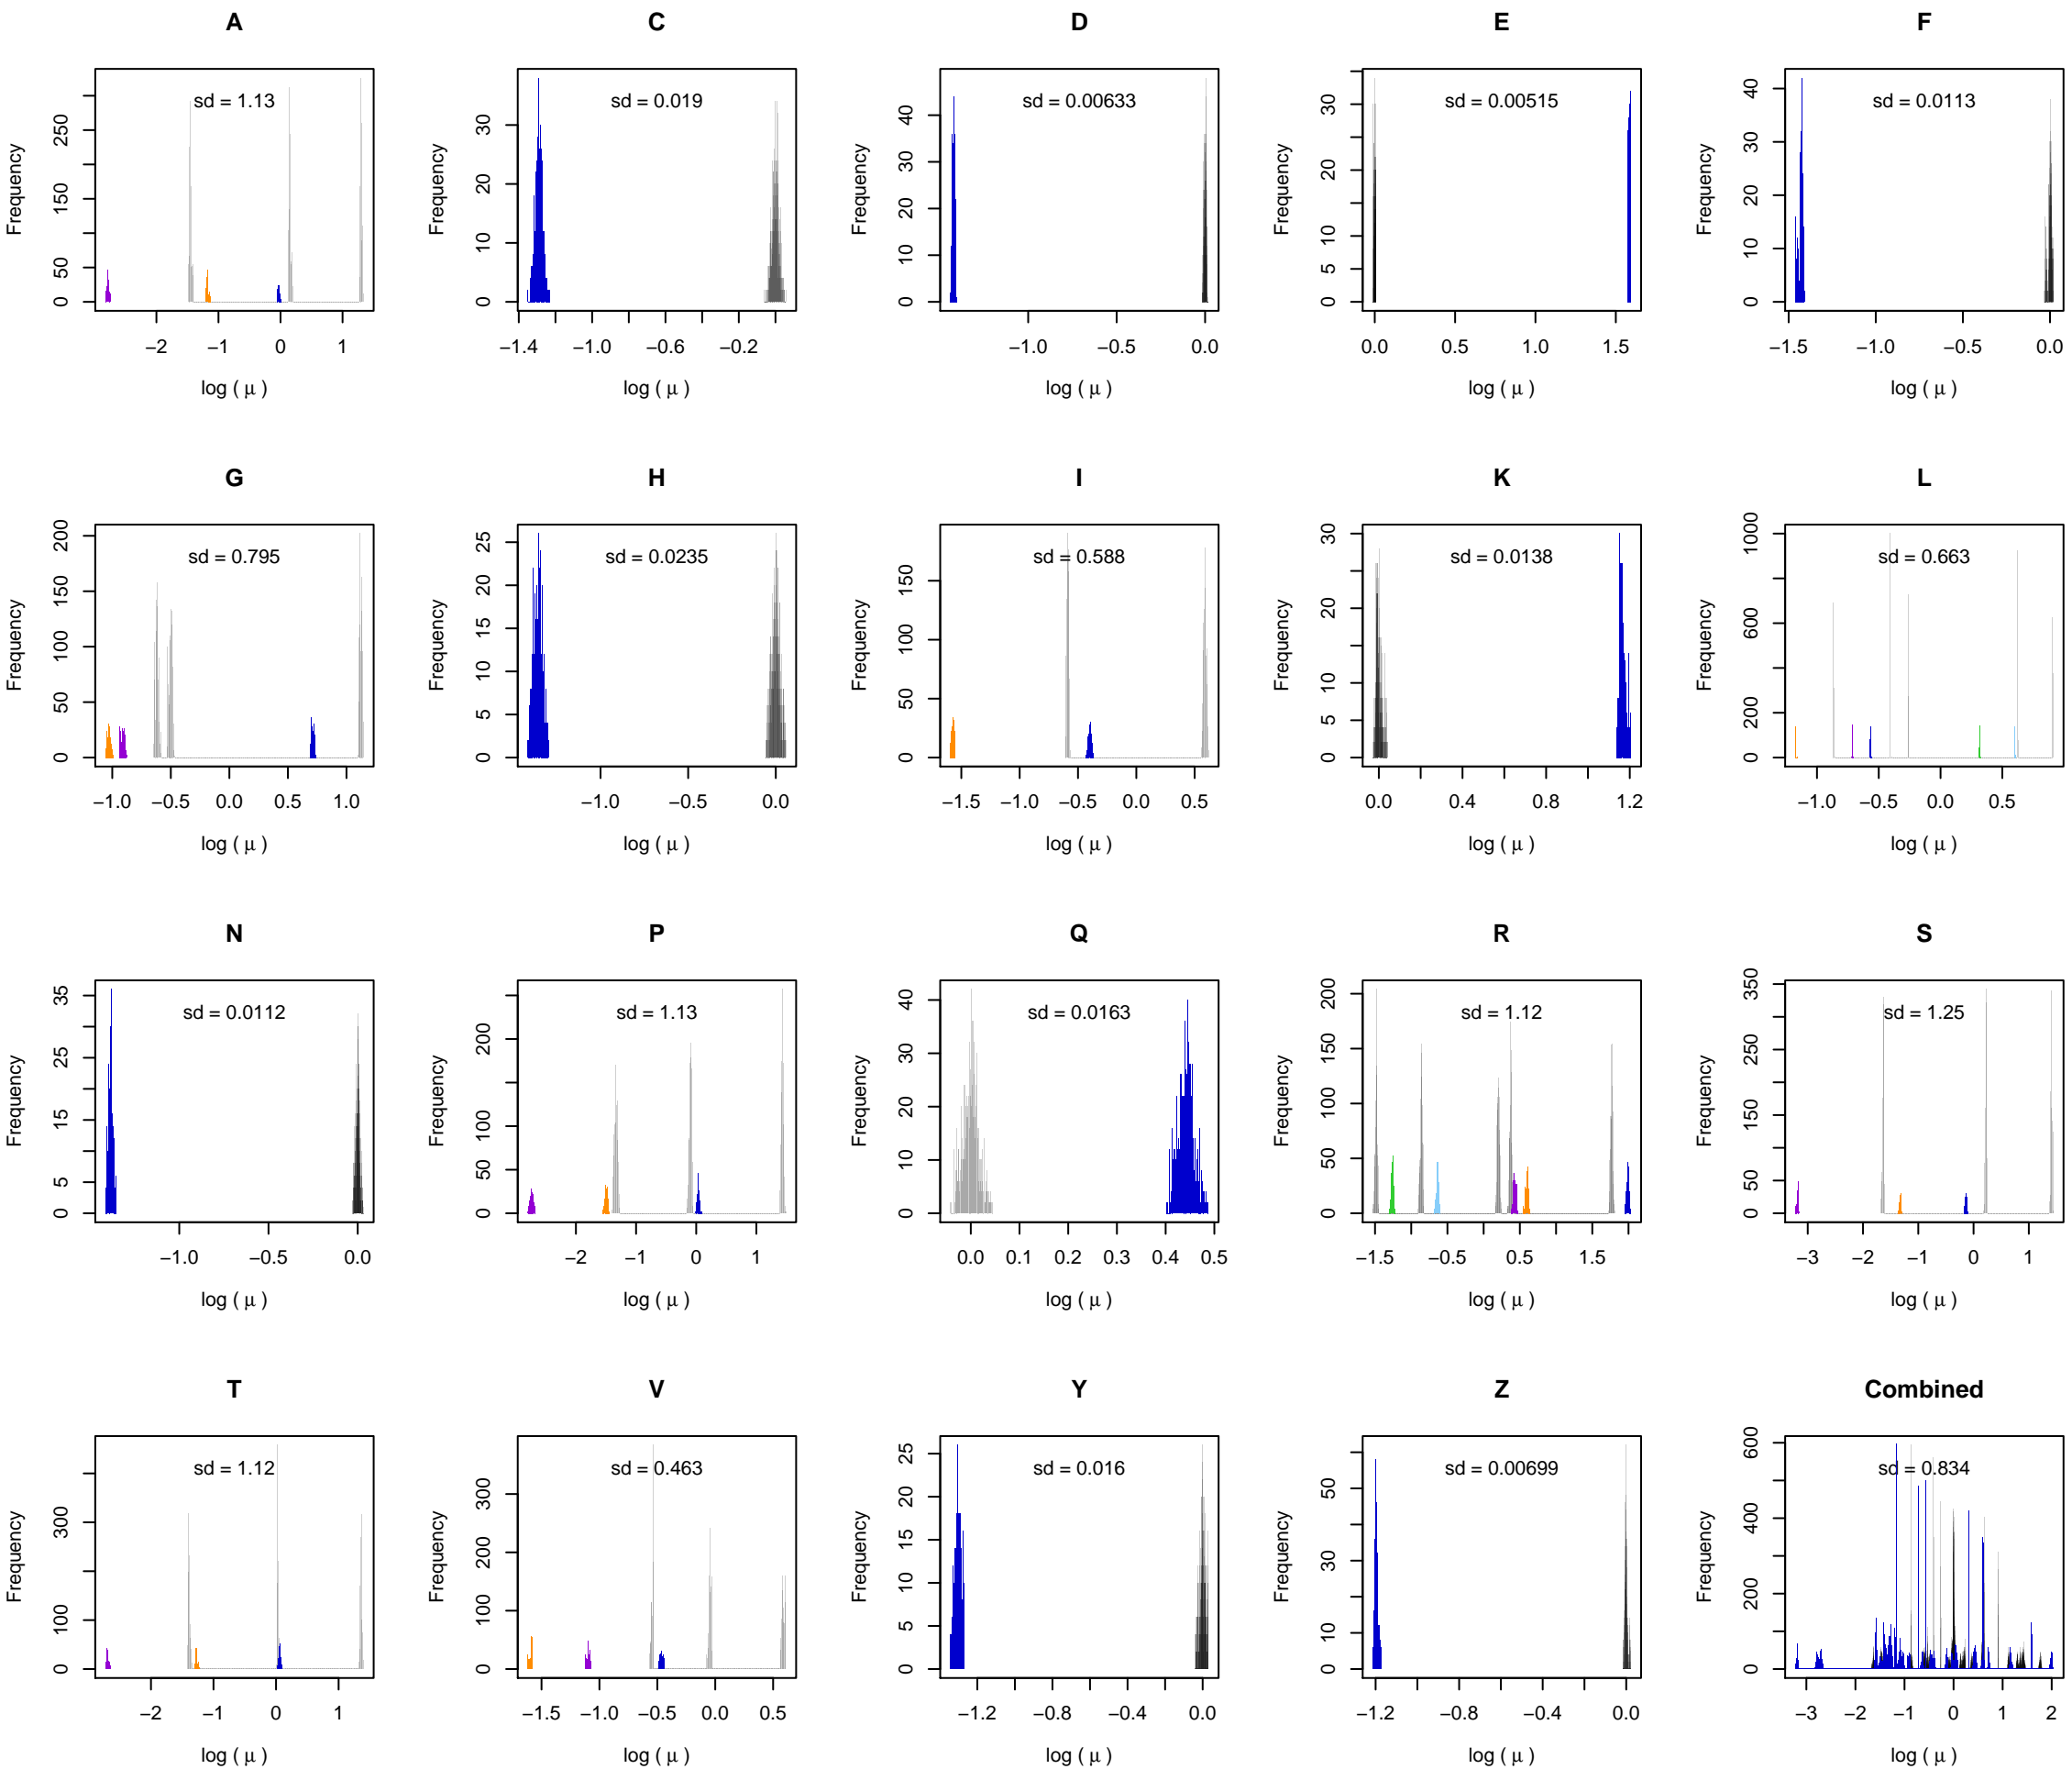 A
Frequency
0 50 150 250
sd = 1.13
−2 −1 0 1
log ( μ )
C
Frequency
0 10 20 30
sd = 0.019
−1.4 −1.0 −0.6 −0.2
log ( μ )
D
Frequency
0 10 20 30 40
sd = 0.00633
−1.0 −0.5 0.0
log ( μ )
E
Frequency
0 5 10 20 30
sd = 0.00515
0.0 0.5 1.0 1.5
log ( μ )
F
Frequency
0 10 20 30 40
sd = 0.0113
−1.5 −1.0 −0.5 0.0
log ( μ )
G
Frequency
0 50 100 150 200
sd = 0.795
−1.0 −0.5 0.0 0.5 1.0
log ( μ )
H
Frequency
0 5 10 15 20 25
sd = 0.0235
−1.0 −0.5 0.0
log ( μ )
I
Frequency
0 50 100 150
sd = 0.588
−1.5 −1.0 −0.5 0.0 0.5
log ( μ )
K
Frequency
0 5 10 20 30
sd = 0.0138
0.0 0.4 0.8 1.2
log ( μ )
L
Frequency
0 200 600 1000
sd = 0.663
−1.0 −0.5 0.0 0.5
log ( μ )
N
Frequency
0 5 15 25 35
sd = 0.0112
−1.0 −0.5 0.0
log ( μ )
P
Frequency
0 50 100 200
sd = 1.13
−2 −1 0 1
log ( μ )
Q
Frequency
0 10 20 30 40
sd = 0.0163
0.0 0.1 0.2 0.3 0.4 0.5
log ( μ )
R
Frequency
0 50 100 150 200
sd = 1.12
−1.5 −0.5 0.5 1.5
log ( μ )
S
Frequency
0 50 150 250 350
sd = 1.25
−3 −2 −1 0 1
log ( μ )
T
Frequency
0 100 300
sd = 1.12
−2 −1 0 1
log ( μ )
V
Frequency
0 100 200 300
sd = 0.463
−1.5 −1.0 −0.5 0.0 0.5
log ( μ )
Y
Frequency
0 5 10 15 20 25
sd = 0.016
−1.2 −0.8 −0.4 0.0
log ( μ )
Z
Frequency
0 10 30 50
sd = 0.00699
−1.2 −0.8 −0.4 0.0
log ( μ )
Combined
Frequency
0 200 400 600
sd = 0.834
−3 −2 −1 0 1 2
log ( μ )